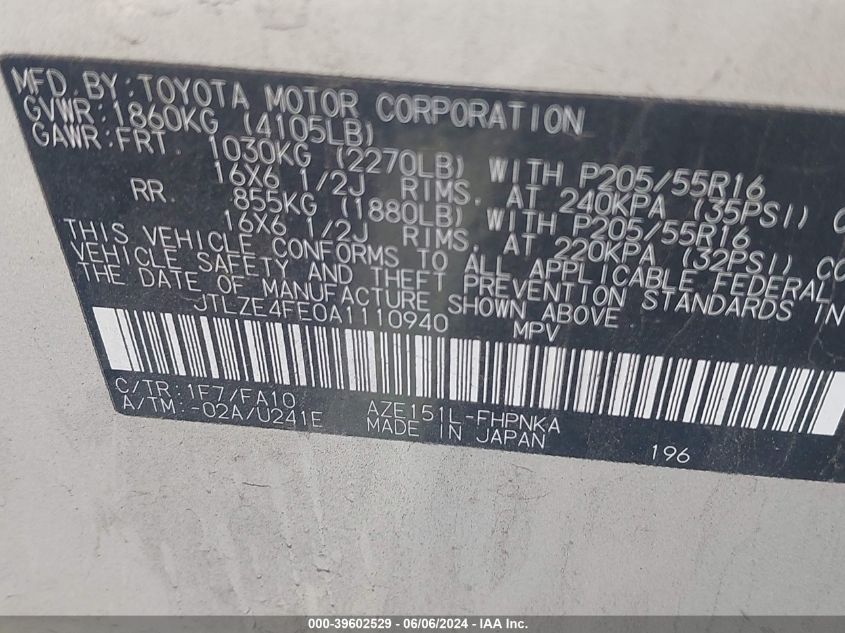 MFD. BY: TOYOTA MOTOR CORPORATION
GVWR: 1860KG (4105LB)
GAWR: FRT. 1030KG (2270LB) WITH P205/55R16
16X6 1/2J RIMS, AT 240KPA (35PSI)
RR. 855KG (1880LB) WITH P205/55R16
16X6 1/2J RIMS, AT 220KPA (32PSI)
THIS VEHICLE CONFORMS TO ALL APPLICABLE FEDERAL
VEHICLE SAFETY AND THEFT PREVENTION STANDARDS IN
THE DATE OF MANUFACTURE SHOWN ABOVE.
JTLZE4FE0A1110940 MPV
C/TR: 1F7/FA10 AZE151L-FHPNKA
A/TM: -02A/U241E MADE IN JAPAN 196
000-39602529 - 06/06/2024 - IAA Inc.